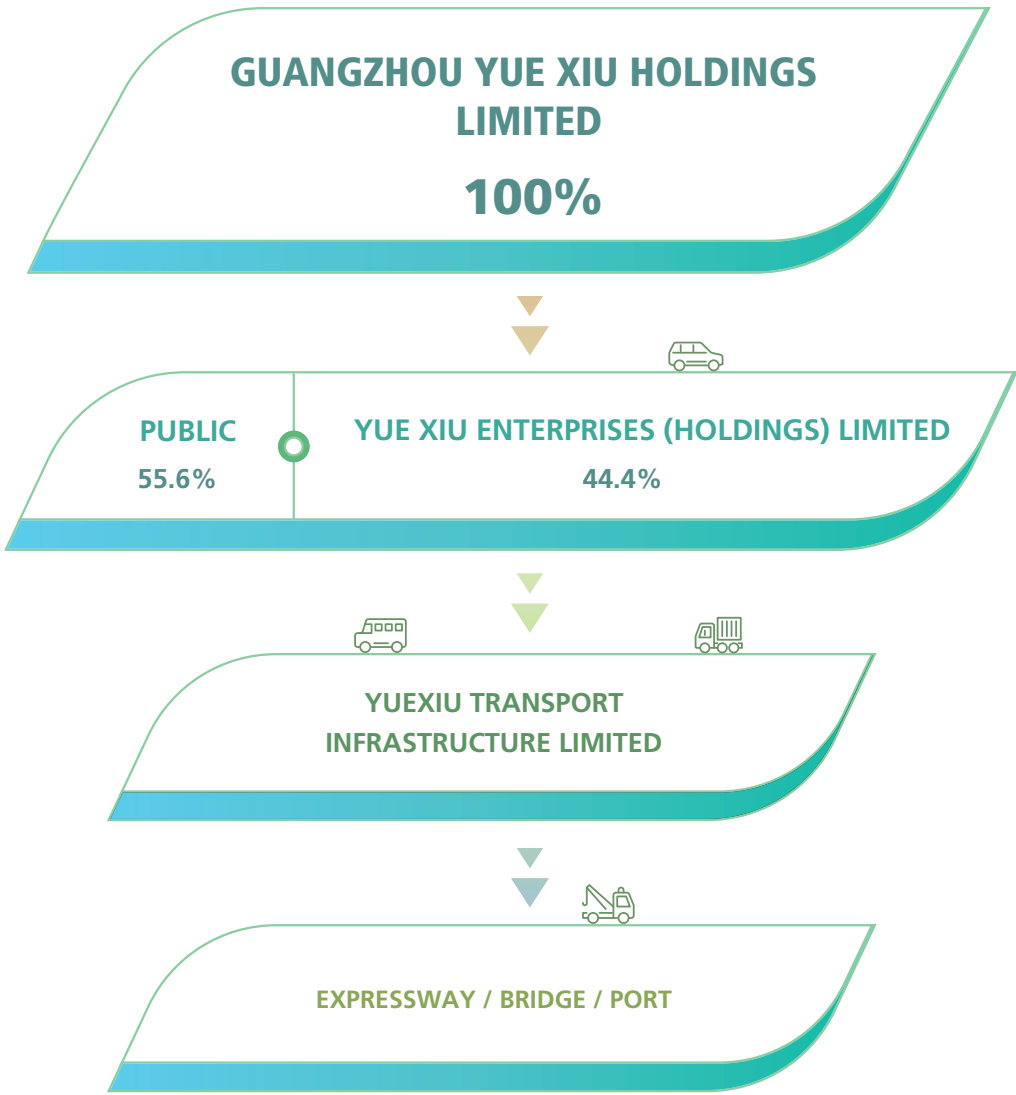 GUANGZHOU YUE XIU HOLDINGS
LIMITED
100%
PUBLIC
55.6%
YUE XIU ENTERPRISES (HOLDINGS) LIMITED
44.4%
YUEXIU TRANSPORT
INFRASTRUCTURE LIMITED
EXPRESSWAY / BRIDGE / PORT